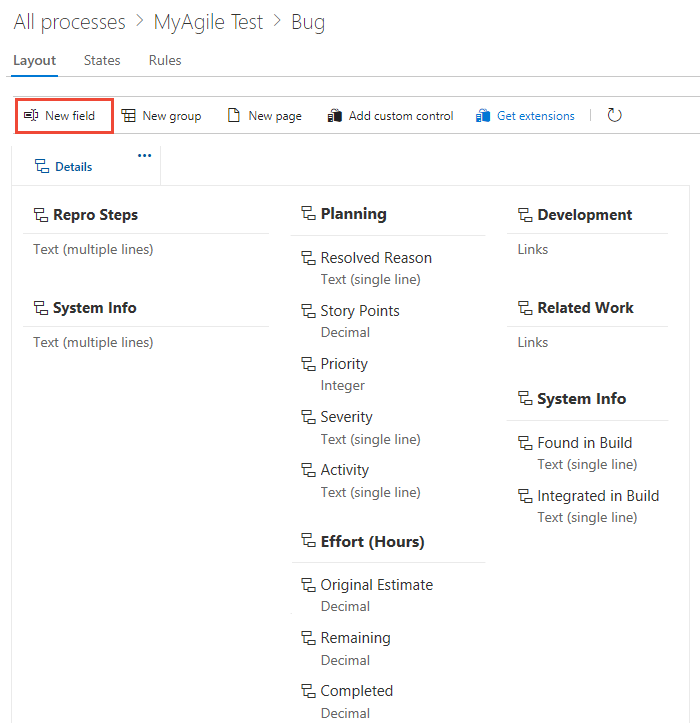 All processes > MyAgile Test > Bug
Layout States Rules
New field New group New page Add custom control Get extensions
Details ...
Repro Steps
Text (multiple lines)
System Info
Text (multiple lines)
Planning
Resolved Reason
Text (single line)
Story Points
Decimal
Priority
Integer
Severity
Text (single line)
Activity
Text (single line)
Effort (Hours)
Original Estimate
Decimal
Remaining
Decimal
Completed
Decimal
Development
Links
Related Work
Links
System Info
Found in Build
Text (single line)
Integrated in Build
Text (single line)